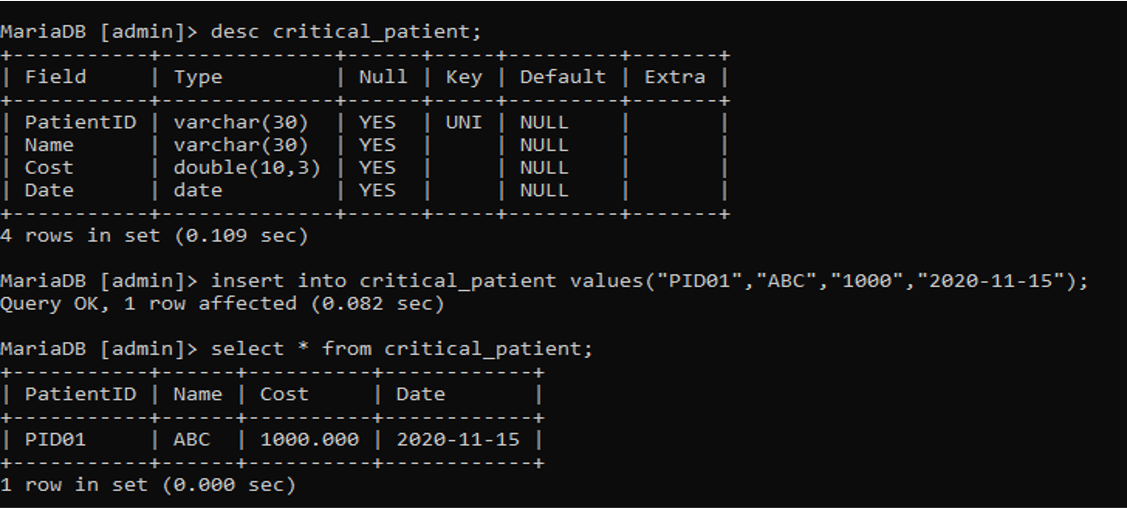 MariaDB [admin]> desc critical_patient;
+-----------+--------------+------+-----+---------+-------+
| Field     | Type         | Null | Key | Default | Extra |
+-----------+--------------+------+-----+---------+-------+
| PatientID | varchar(30)  | YES  | UNI | NULL    |       |
| Name      | varchar(30)  | YES  |     | NULL    |       |
| Cost      | double(10,3) | YES  |     | NULL    |       |
| Date      | date         | YES  |     | NULL    |       |
+-----------+--------------+------+-----+---------+-------+
4 rows in set (0.109 sec)
MariaDB [admin]> insert into critical_patient values("PID01","ABC","1000","2020-11-15");
Query OK, 1 row affected (0.082 sec)
MariaDB [admin]> select * from critical_patient;
+-----------+------+----------+------------+
| PatientID | Name | Cost     | Date       |
+-----------+------+----------+------------+
| PID01     | ABC  | 1000.000 | 2020-11-15 |
+-----------+------+----------+------------+
1 row in set (0.000 sec)